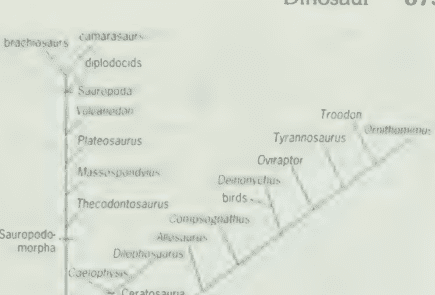 Dinosaur
brachiosaurs
camarasaurs
diplodocids
Sauropoda
Vulcanodon
Plateosaurus
Massospondylus
Thecodontosaurus
Sauropodo-
morpha
Troodon
Ornithomimus
Tyrannosaurus
Oviraptor
Deinonychus
birds
Compsognathus
Allosaurus
Dilophosaurus
Coelophysis
Ceratosauria